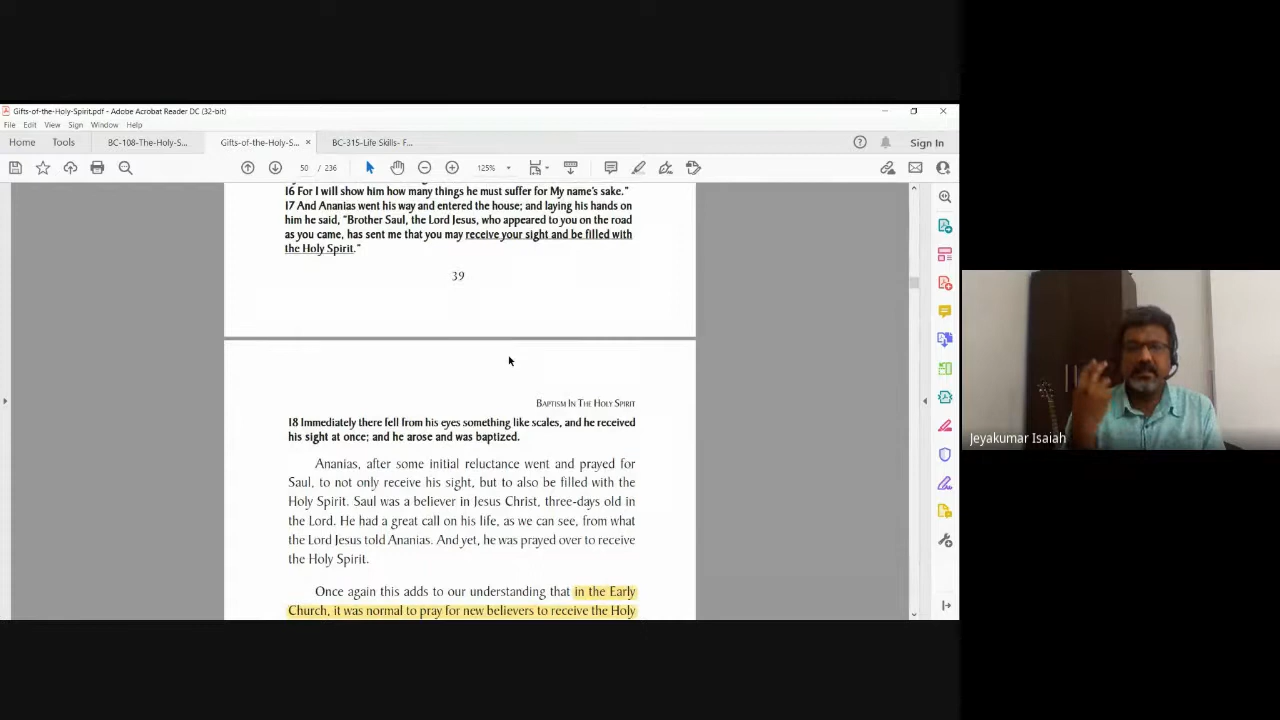 Gifts-of-the-Holy-Spirit.pdf - Adobe Acrobat Reader DC (32-bit)
File Edit View Sign Window Help
Home Tools BC-108-The-Holy-S... Gifts-of-the-Holy-S... × BC-315-Life Skills- F... Sign In
50 / 236 125%
16 For I will show him how many things he must suffer for My name's sake."
17 And Ananias went his way and entered the house; and laying his hands on
him he said, "Brother Saul, the Lord Jesus, who appeared to you on the road
as you came, has sent me that you may receive your sight and be filled with
the Holy Spirit."
39
Baptism In The Holy Spirit
18 Immediately there fell from his eyes something like scales, and he received
his sight at once; and he arose and was baptized.
Ananias, after some initial reluctance went and prayed for
Saul, to not only receive his sight, but to also be filled with the
Holy Spirit. Saul was a believer in Jesus Christ, three-days old in
the Lord. He had a great call on his life, as we can see, from what
the Lord Jesus told Ananias. And yet, he was prayed over to receive
the Holy Spirit.
Once again this adds to our understanding that in the Early
Church, it was normal to pray for new believers to receive the Holy
Jeyakumar Isaiah